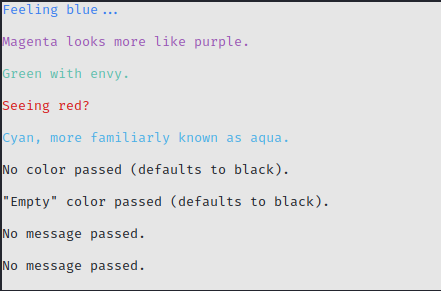 Feeling blue...
Magenta looks more like purple.
Green with envy.
Seeing red?
Cyan, more familiarly known as aqua.
No color passed (defaults to black).
"Empty" color passed (defaults to black).
No message passed.
No message passed.